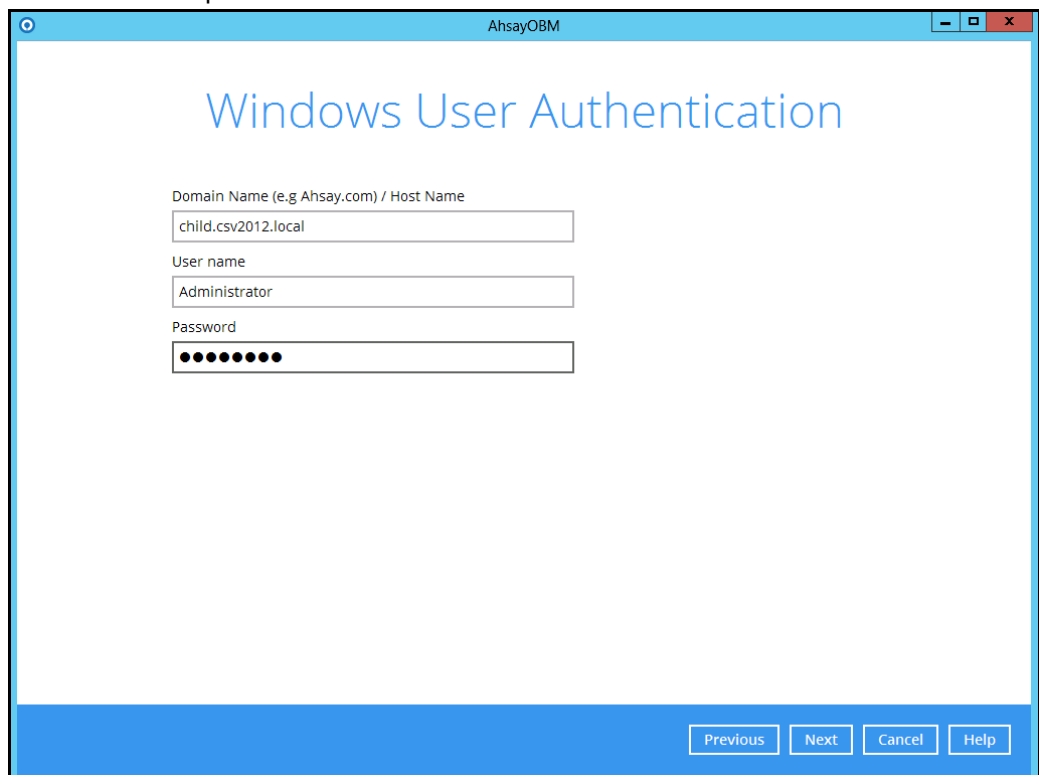 AhsayOBM
Windows User Authentication
Domain Name (e.g Ahsay.com) / Host Name
child.csv2012.local
User name
Administrator
Password
●●●●●●●●
Previous Next Cancel Help